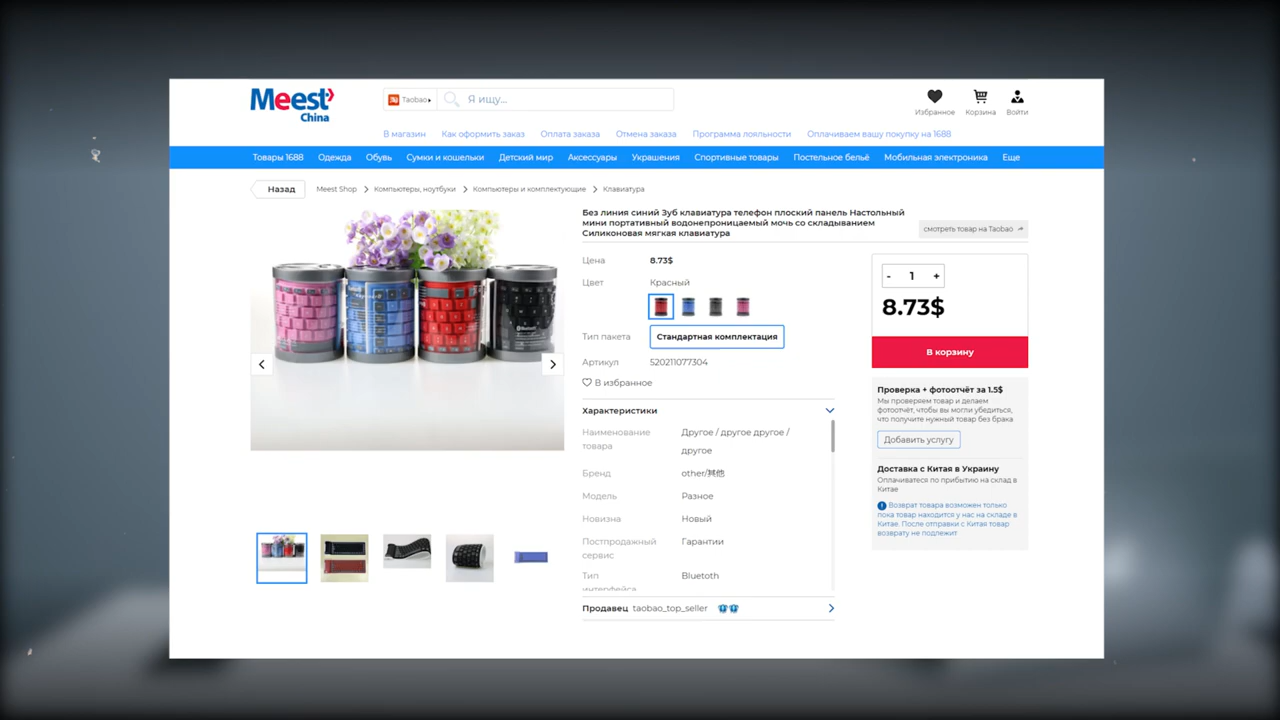 Meest China
Taobao
Я ищу...
Избранное
Корзина
Войти
В магазин
Как оформить заказ
Оплата заказа
Отмена заказа
Программа лояльности
Оплачиваем вашу покупку на 1688
Товары 1688
Одежда
Обувь
Сумки и кошельки
Детский мир
Аксессуары
Украшения
Спортивные товары
Постельное бельё
Мобильная электроника
Еще
Назад
Meest Shop
Компьютеры, ноутбуки
Компьютеры и комплектующие
Клавиатура
Без линия синий Зуб клавиатура телефон плоский панель Настольный
мини портативный водонепроницаемый мочь со складыванием
Силиконовая мягкая клавиатура
смотреть товар на Taobao
Цена 8.73$
Цвет Красный
Тип пакета Стандартная комплектация
Артикул 520211077304
В избранное
Характеристики
Наименование товара
Другое / другое другое /
другое
Бренд other/其他
Модель Разное
Новизна Новый
Постпродажный сервис
Гарантии
Тип интерфейса
Bluetoth
Продавец taobao_top_seller
- 1 +
8.73$
В корзину
Проверка + фотоотчёт за 1.5$
Мы проверяем товар и делаем
фотоотчёт, чтобы вы могли убедиться,
что получите нужный товар без брака
Добавить услугу
Доставка с Китая в Украину
Оплачивается по прибытию на склад в
Китае
Возврат товара возможен только
пока товар находится у нас на складе в
Китае. После отправки с Китая товар
возврату не подлежит